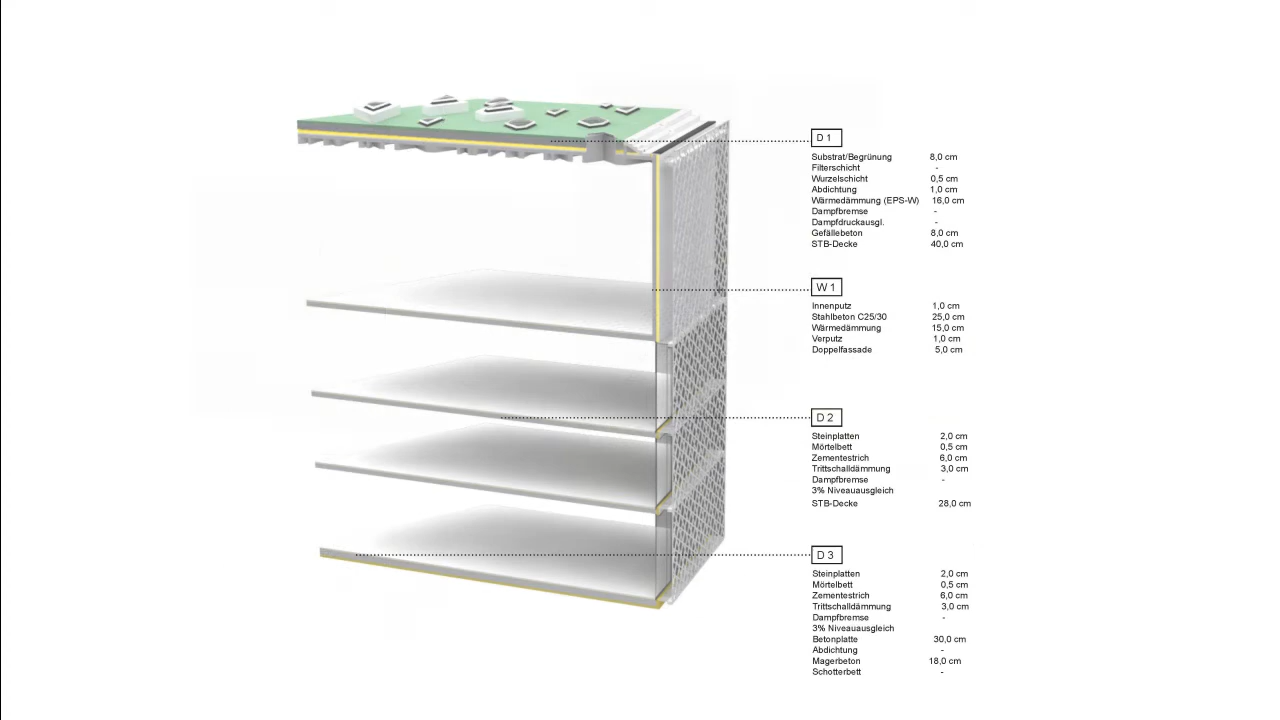 D 1
Substrat/Begrünung 8,0 cm
Filterschicht -
Wurzelschicht 0,5 cm
Abdichtung 1,0 cm
Wärmedämmung (EPS-W) 16,0 cm
Dampfbremse -
Dampfdruckausgl. -
Gefällebeton 8,0 cm
STB-Decke 40,0 cm
W 1
Innenputz 1,0 cm
Stahlbeton C25/30 25,0 cm
Wärmedämmung 15,0 cm
Verputz 1,0 cm
Doppelfassade 5,0 cm
D 2
Steinplatten 2,0 cm
Mörtelbett 0,5 cm
Zementestrich 6,0 cm
Trittschalldämmung 3,0 cm
Dampfbremse -
3% Niveauausgleich
STB-Decke 28,0 cm
D 3
Steinplatten 2,0 cm
Mörtelbett 0,5 cm
Zementestrich 6,0 cm
Trittschalldämmung 3,0 cm
Dampfbremse -
3% Niveauausgleich
Betonplatte 30,0 cm
Abdichtung -
Magerbeton 18,0 cm
Schotterbett -